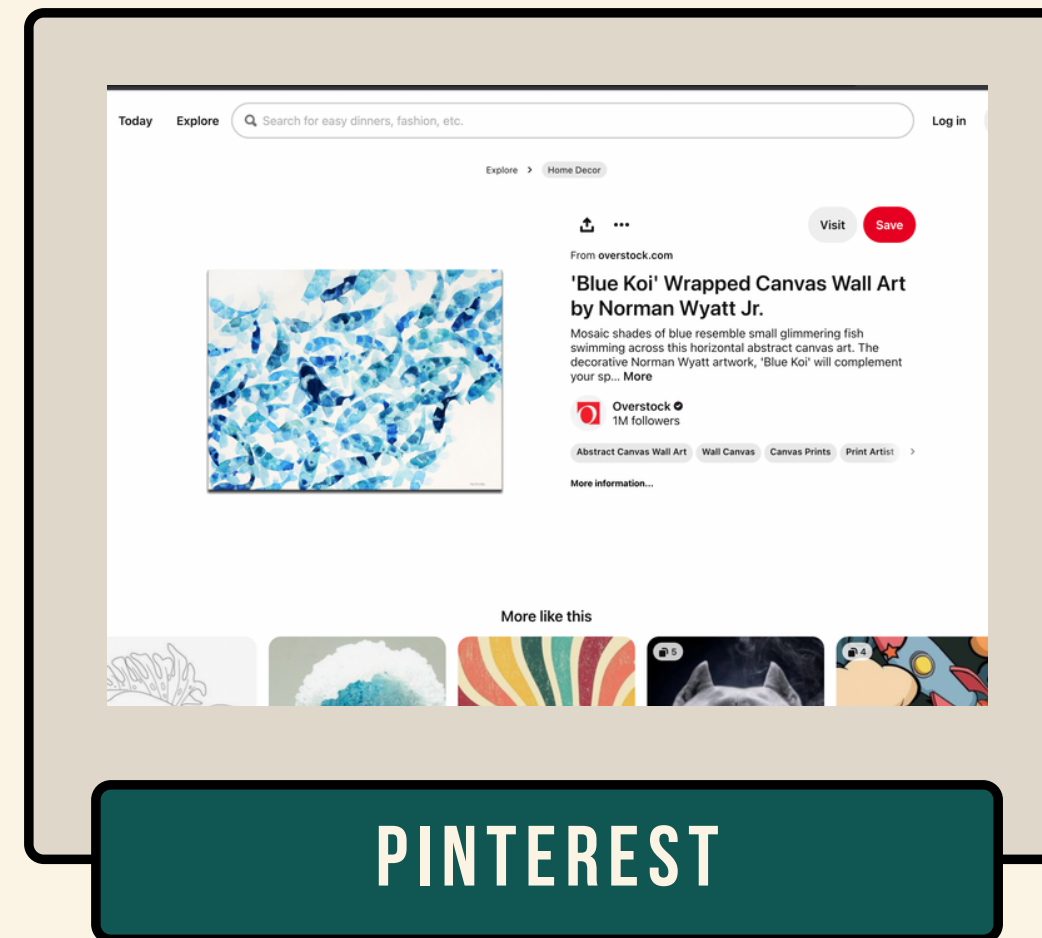 Today Explore Search for easy dinners, fashion, etc. Log in
Explore > Home Decor
Visit Save
From overstock.com
'Blue Koi' Wrapped Canvas Wall Art
by Norman Wyatt Jr.
Mosaic shades of blue resemble small glimmering fish
swimming across this horizontal abstract canvas art. The
decorative Norman Wyatt artwork, 'Blue Koi' will complement
your sp... More
Overstock
1M followers
Abstract Canvas Wall Art Wall Canvas Canvas Prints Print Artist >
More information...
More like this
5
4
PINTEREST